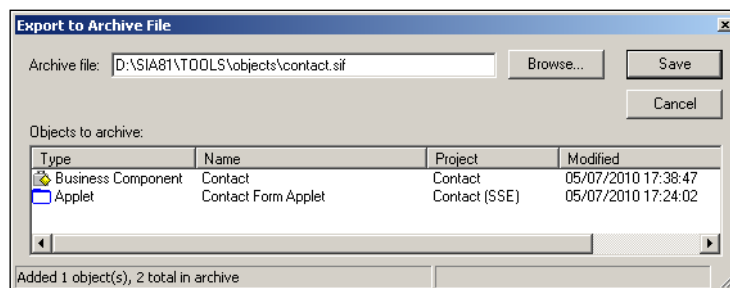 Export to Archive File
Archive file: D:\SIA81\TOOLS\objects\contact.sif Browse... Save
Cancel
Objects to archive:
Type Name Project Modified
Business Component Contact Contact 05/07/2010 17:38:47
Applet Contact Form Applet Contact (SSE) 05/07/2010 17:24:02
Added 1 object(s), 2 total in archive